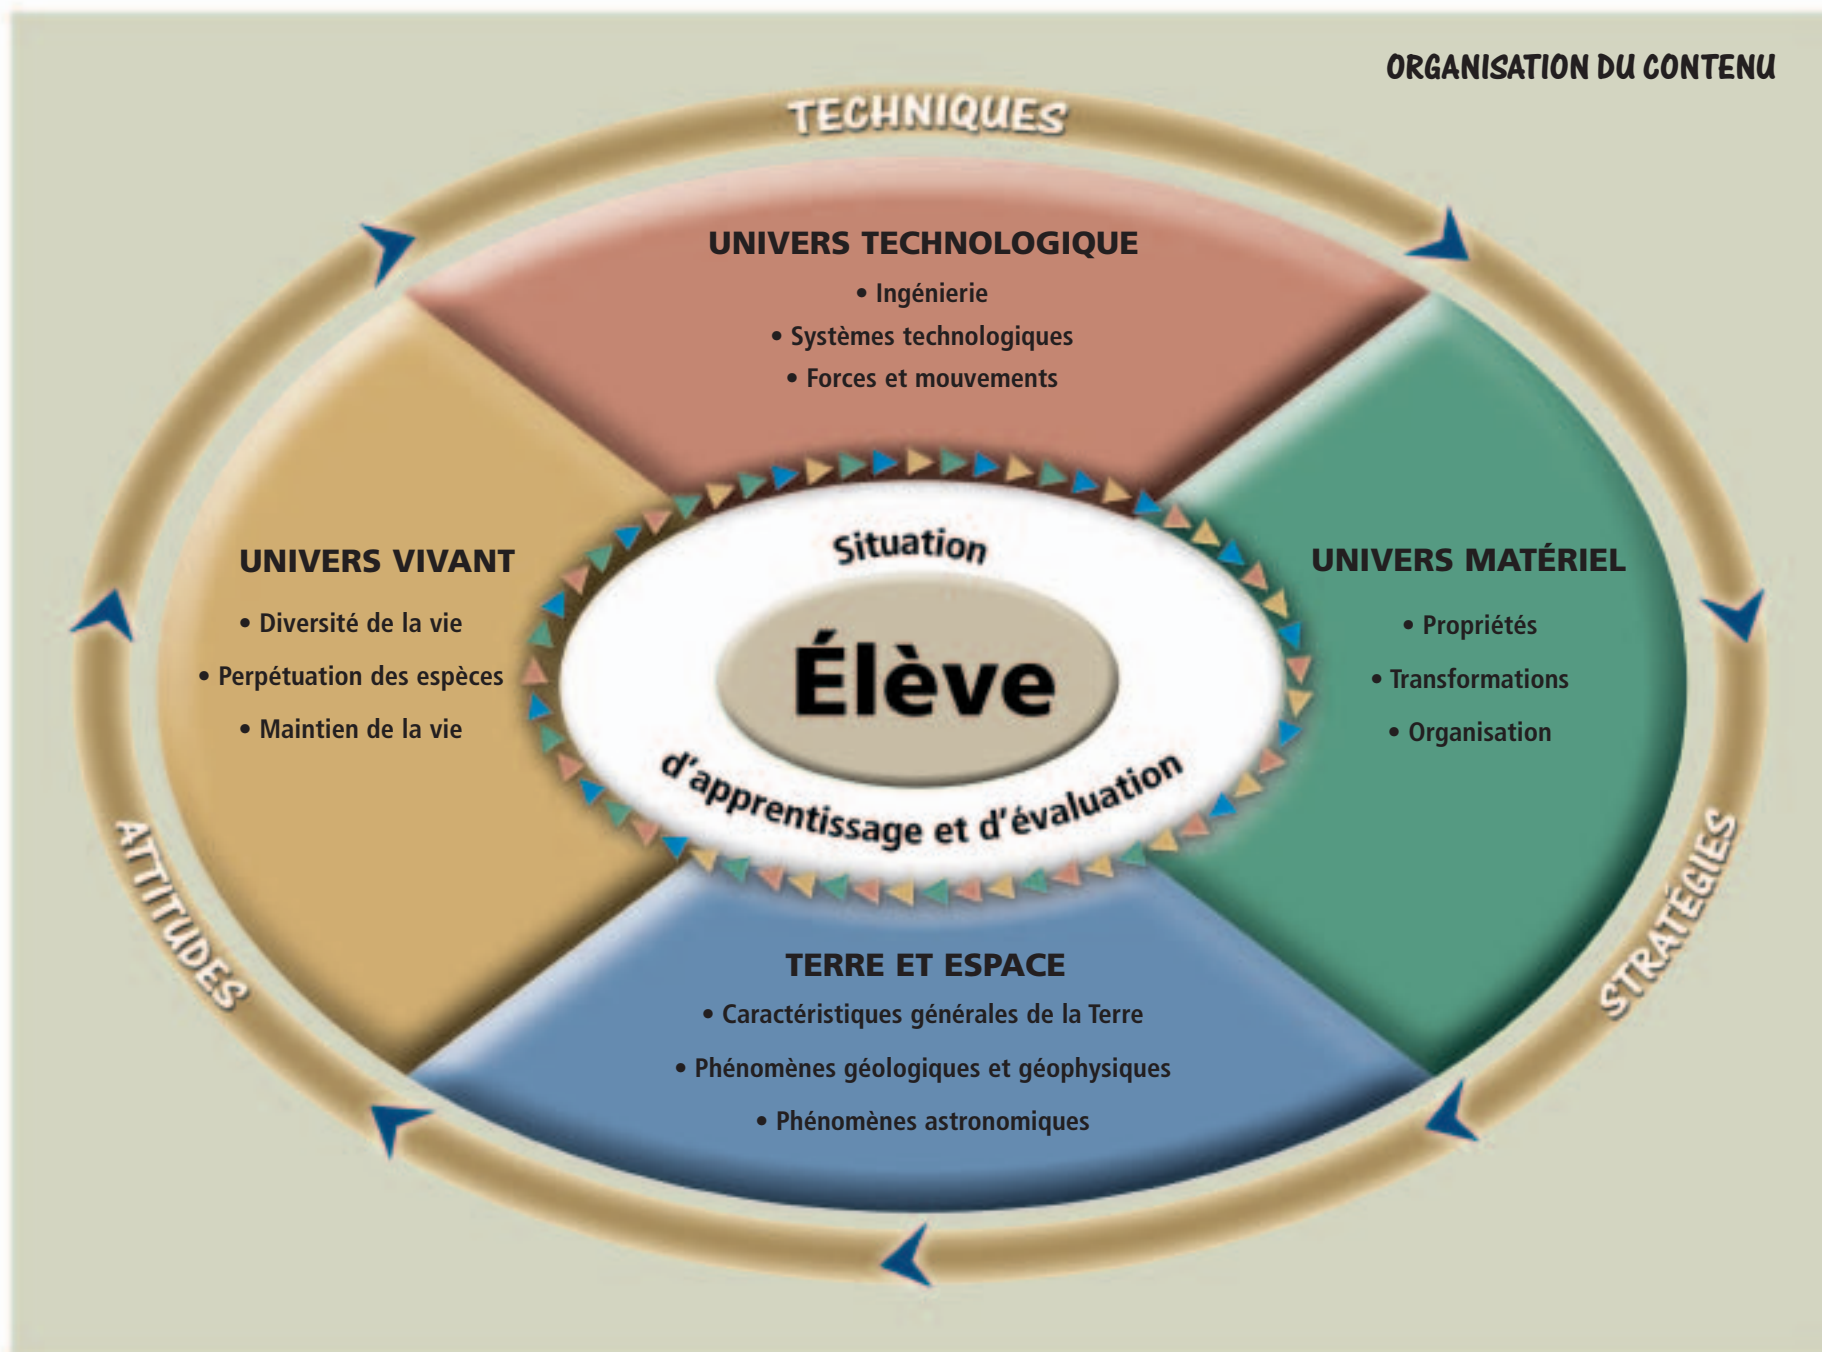 ORGANISATION DU CONTENU
TECHNIQUES
UNIVERS TECHNOLOGIQUE
• Ingénierie
• Systèmes technologiques
• Forces et mouvements
UNIVERS VIVANT
• Diversité de la vie
• Perpétuation des espèces
• Maintien de la vie
Situation
Élève
d'apprentissage et d'évaluation
UNIVERS MATÉRIEL
• Propriétés
• Transformations
• Organisation
TERRE ET ESPACE
• Caractéristiques générales de la Terre
• Phénomènes géologiques et géophysiques
• Phénomènes astronomiques
ATTITUDES
STRATÉGIES